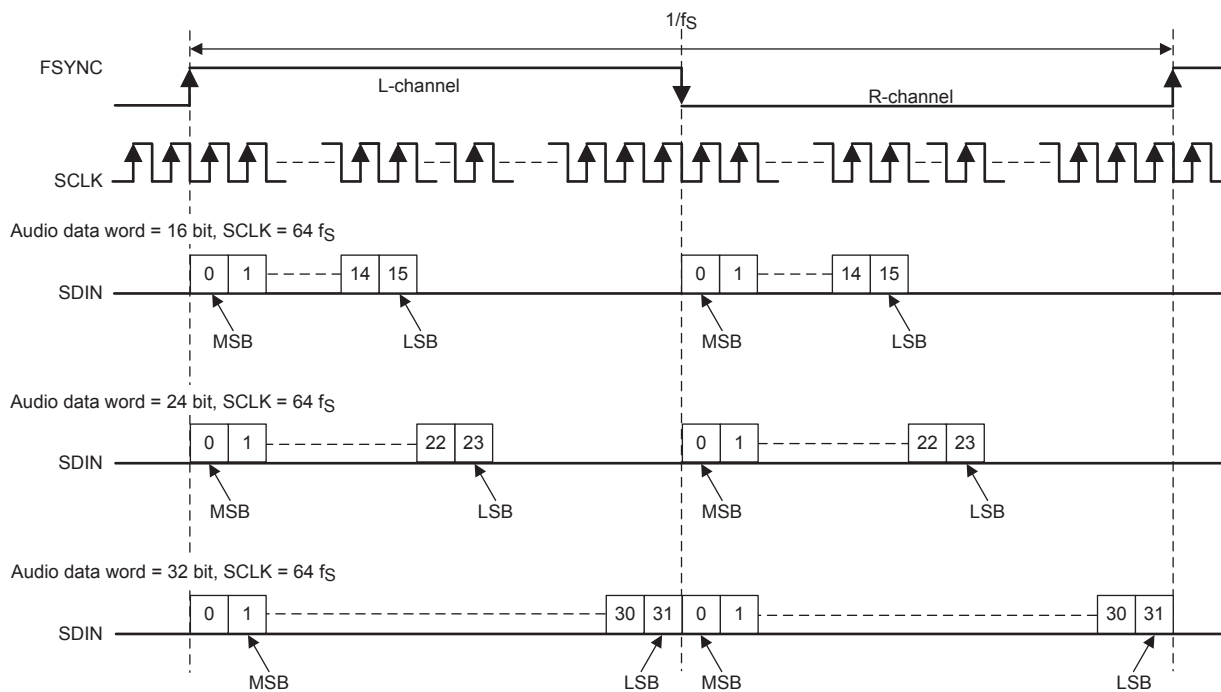 1/fS
FSYNC
L-channel
R-channel
SCLK
Audio data word = 16 bit, SCLK = 64 fS
SDIN
0 1 14 15 0 1 14 15
MSB LSB MSB LSB
Audio data word = 24 bit, SCLK = 64 fS
SDIN
0 1 22 23 0 1 22 23
MSB LSB MSB LSB
Audio data word = 32 bit, SCLK = 64 fS
SDIN
0 1 30 31 0 1 30 31
MSB LSB MSB LSB